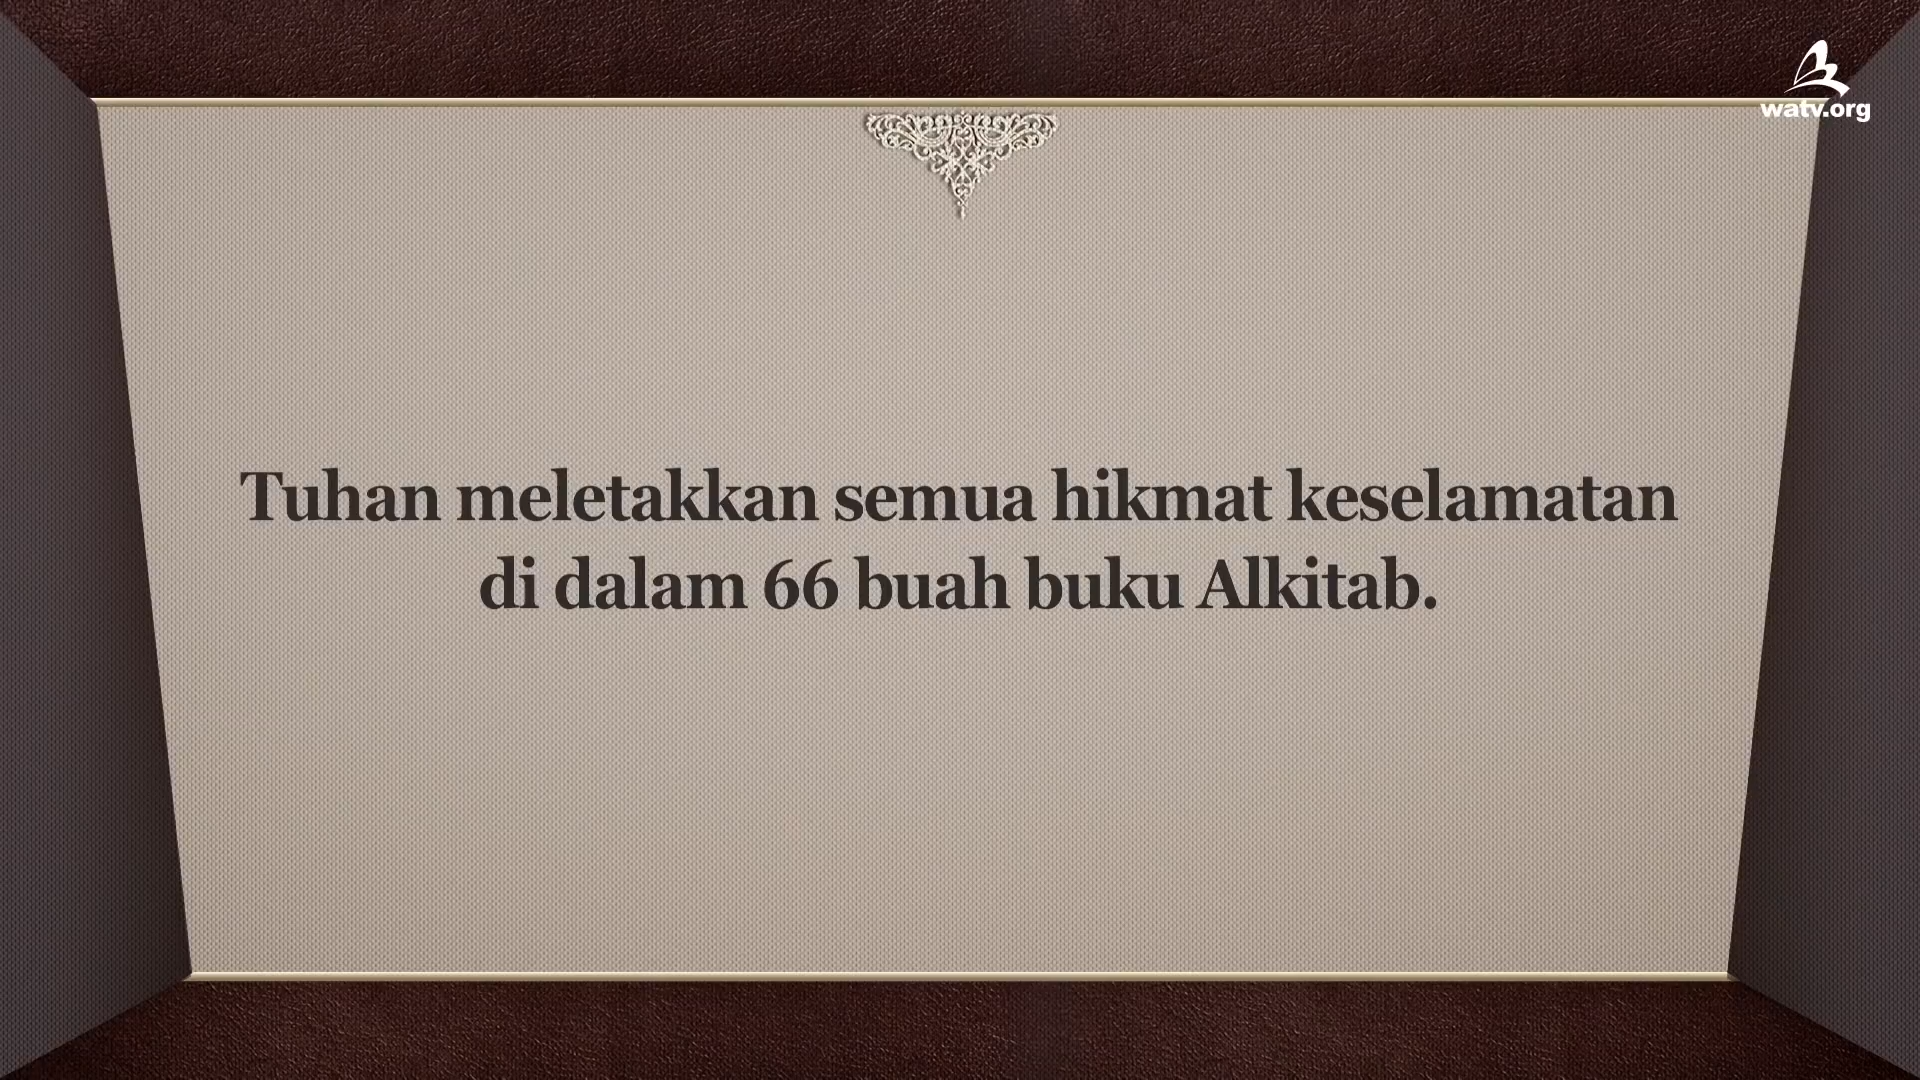 watv.org
Tuhan meletakkan semua hikmat keselamatan
di dalam 66 buah buku Alkitab.